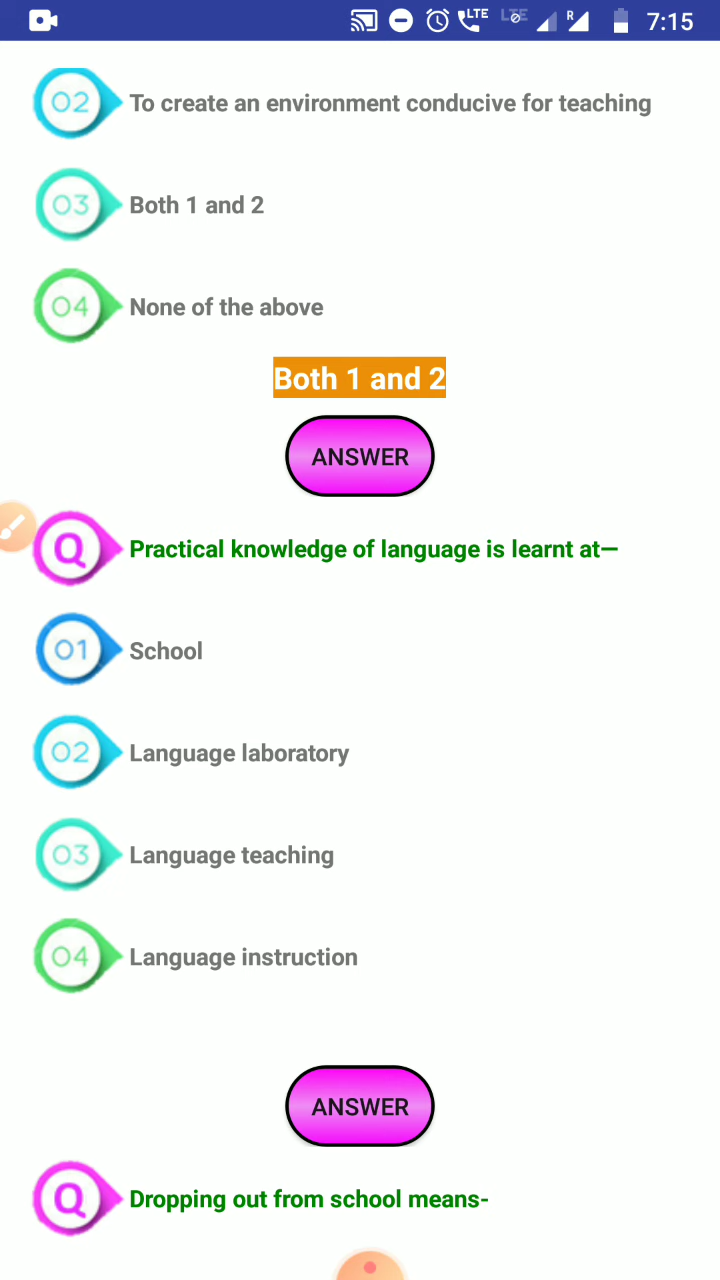 LTE LTE R 7:15
02 To create an environment conducive for teaching
03 Both 1 and 2
04 None of the above
Both 1 and 2
ANSWER
Q Practical knowledge of language is learnt at—
01 School
02 Language laboratory
03 Language teaching
04 Language instruction
ANSWER
Q Dropping out from school means-